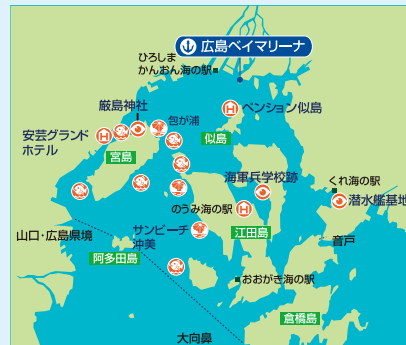 広島ベイマリーナ
ひろしま
かんおん海の駅
厳島神社
ペンション似島
包が浦
安芸グランド
ホテル
似島
宮島
海軍兵学校跡
くれ海の駅
潜水艦基地
のうみ海の駅
サンビーチ
沖美
江田島
山口・広島県境
音戸
阿多田島
おおがき海の駅
倉橋島
大向鼻